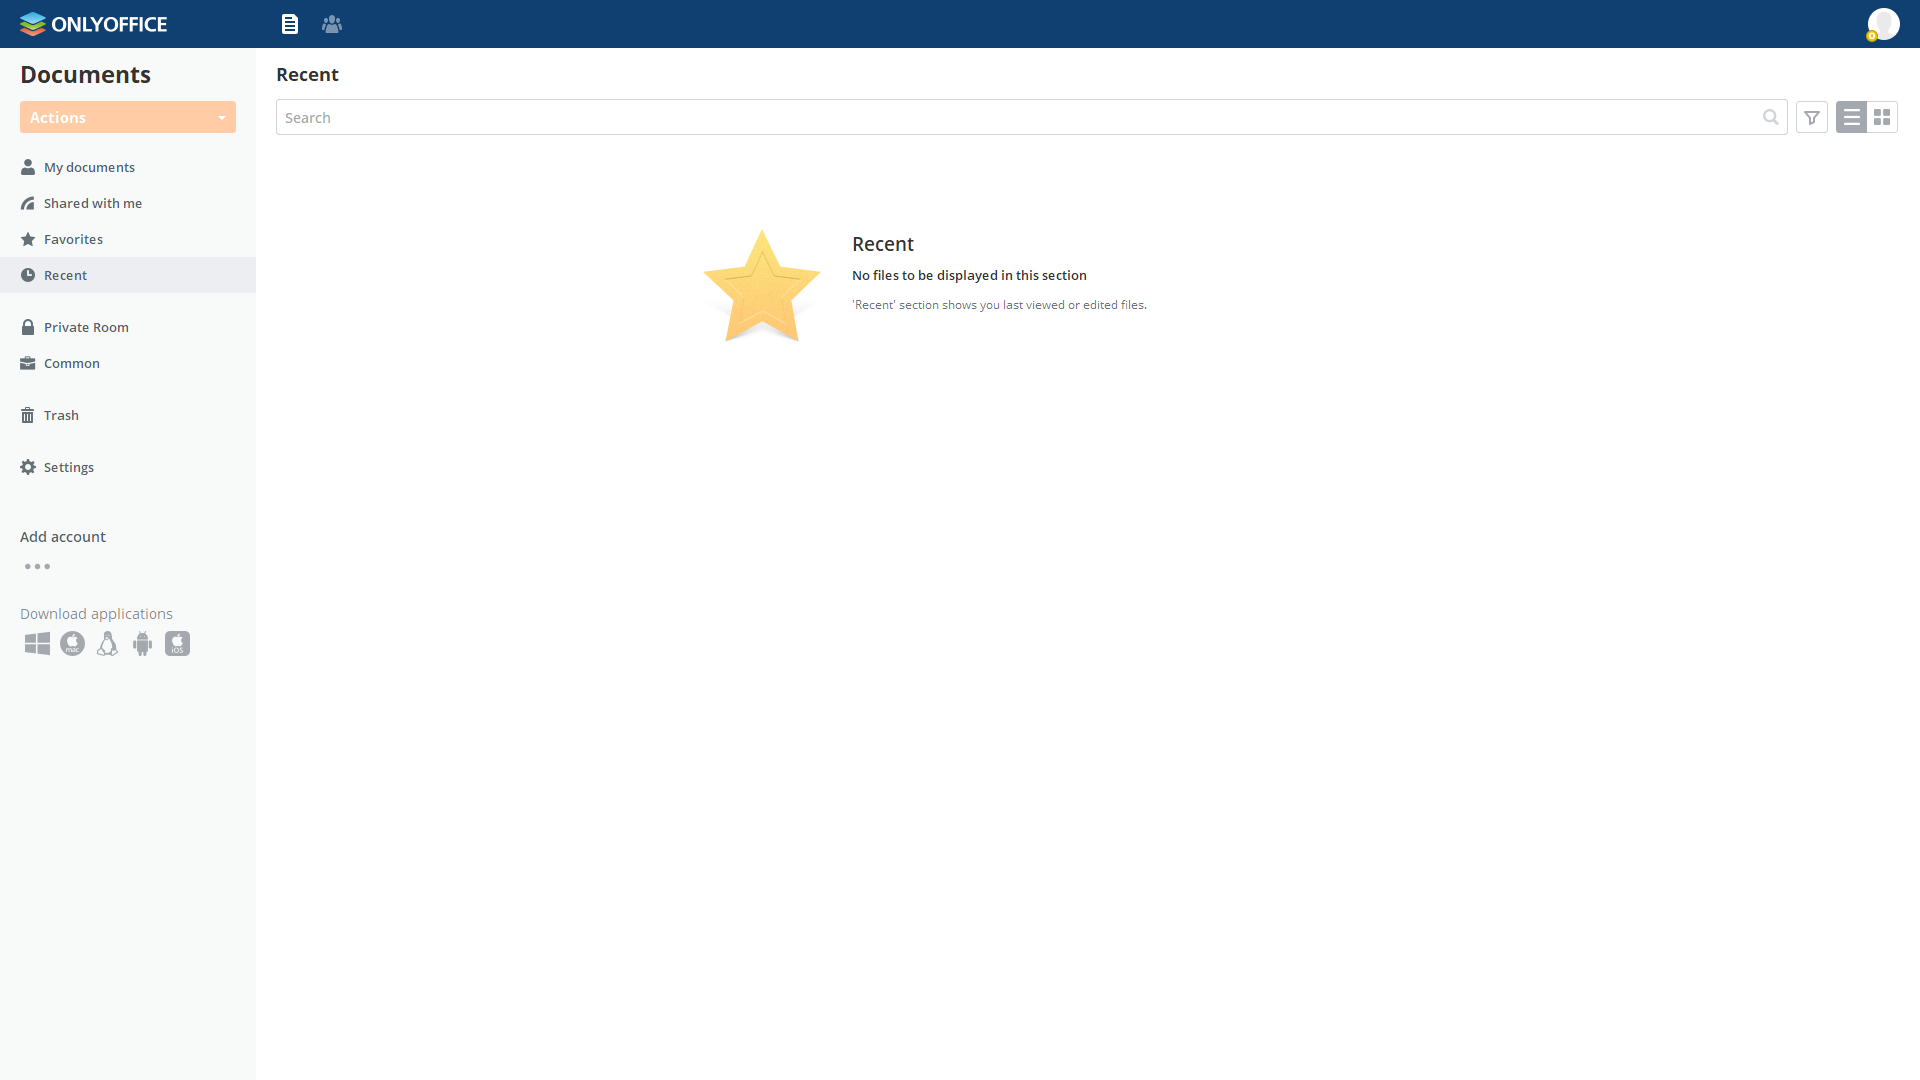 ONLYOFFICE
Documents
Actions
My documents
Shared with me
Favorites
Recent
Private Room
Common
Trash
Settings
Add account
Download applications
mac
iOS
Recent
Search
Recent
No files to be displayed in this section
'Recent' section shows you last viewed or edited files.